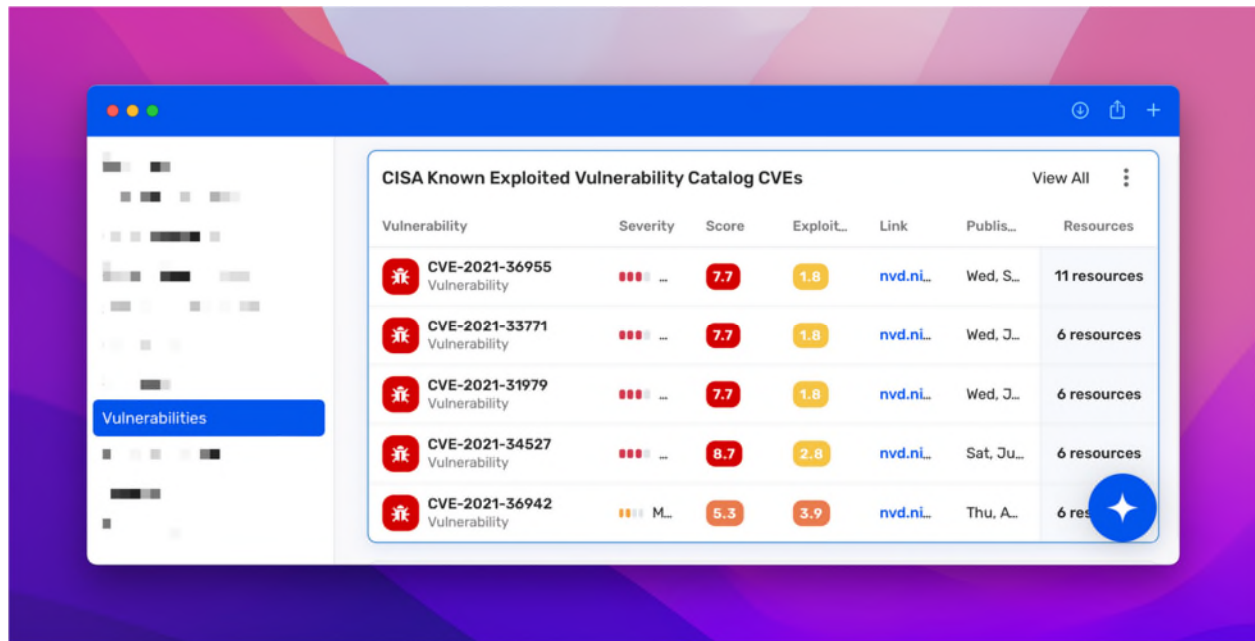 CISA Known Exploited Vulnerability Catalog CVEs View All
Vulnerability Severity Score Exploit... Link Publis... Resources
CVE-2021-36955
Vulnerability
... 7.7 1.8 nvd.ni... Wed, S... 11 resources
CVE-2021-33771
Vulnerability
... 7.7 1.8 nvd.ni... Wed, J... 6 resources
CVE-2021-31979
Vulnerability
... 7.7 1.8 nvd.ni... Wed, J... 6 resources
Vulnerabilities
CVE-2021-34527
Vulnerability
... 8.7 2.8 nvd.ni... Sat, Ju... 6 resources
CVE-2021-36942
Vulnerability
M... 5.3 3.9 nvd.ni... Thu, A... 6 res